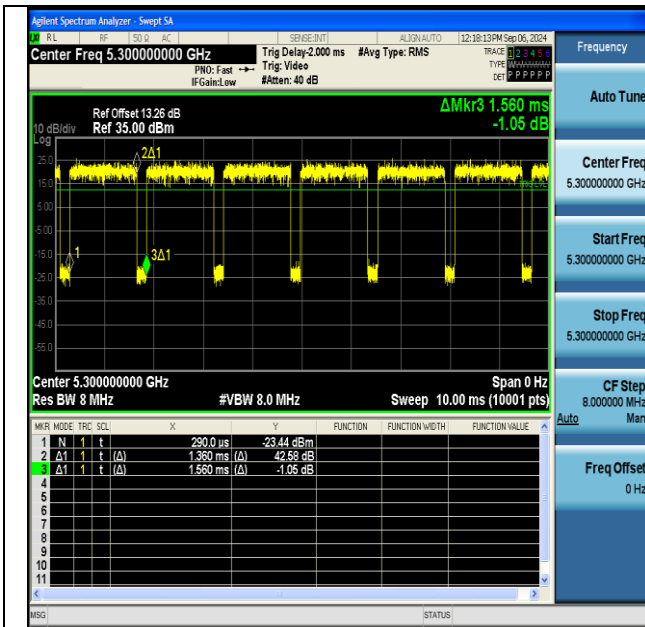 Agilent Spectrum Analyzer - Swept SA
LXI RL RF 50 Ω AC SENSE:INT ALIGN AUTO 12:18:13 PM Sep 06, 2024
Center Freq 5.300000000 GHz
PNO: Fast
IFGain:Low
Trig Delay-2.000 ms
Trig: Video
#Atten: 40 dB
#Avg Type: RMS
TRACE 1 2 3 4 5 6
TYPE
DET P P P P P P
10 dB/div
Log
Ref Offset 13.26 dB
Ref 35.00 dBm
ΔMkr3 1.560 ms
-1.05 dB
25.0
15.0
5.00
-5.00
-15.0
-25.0
-35.0
-45.0
-55.0
2Δ1
1
3Δ1
TRIG LVL
Center 5.300000000 GHz Span 0 Hz
Res BW 8 MHz #VBW 8.0 MHz Sweep 10.00 ms (10001 pts)
MKR MODE TRC SCL X Y FUNCTION FUNCTION WIDTH FUNCTION VALUE
1 N 1 t 290.0 µs -23.44 dBm
2 Δ1 1 t (Δ) 1.360 ms (Δ) 42.58 dB
3 Δ1 1 t (Δ) 1.560 ms (Δ) -1.05 dB
4
5
6
7
8
9
10
11
MSG STATUS
Frequency
Auto Tune
Center Freq
5.300000000 GHz
Start Freq
5.300000000 GHz
Stop Freq
5.300000000 GHz
CF Step
8.000000 MHz
Auto Man
Freq Offset
0 Hz